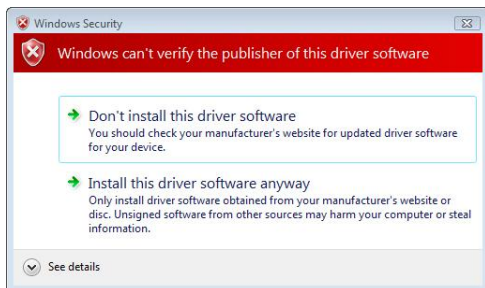 Windows Security
Windows can't verify the publisher of this driver software
Don't install this driver software
You should check your manufacturer's website for updated driver software
for your device.
Install this driver software anyway
Only install driver software obtained from your manufacturer's website or
disc. Unsigned software from other sources may harm your computer or steal
information.
See details